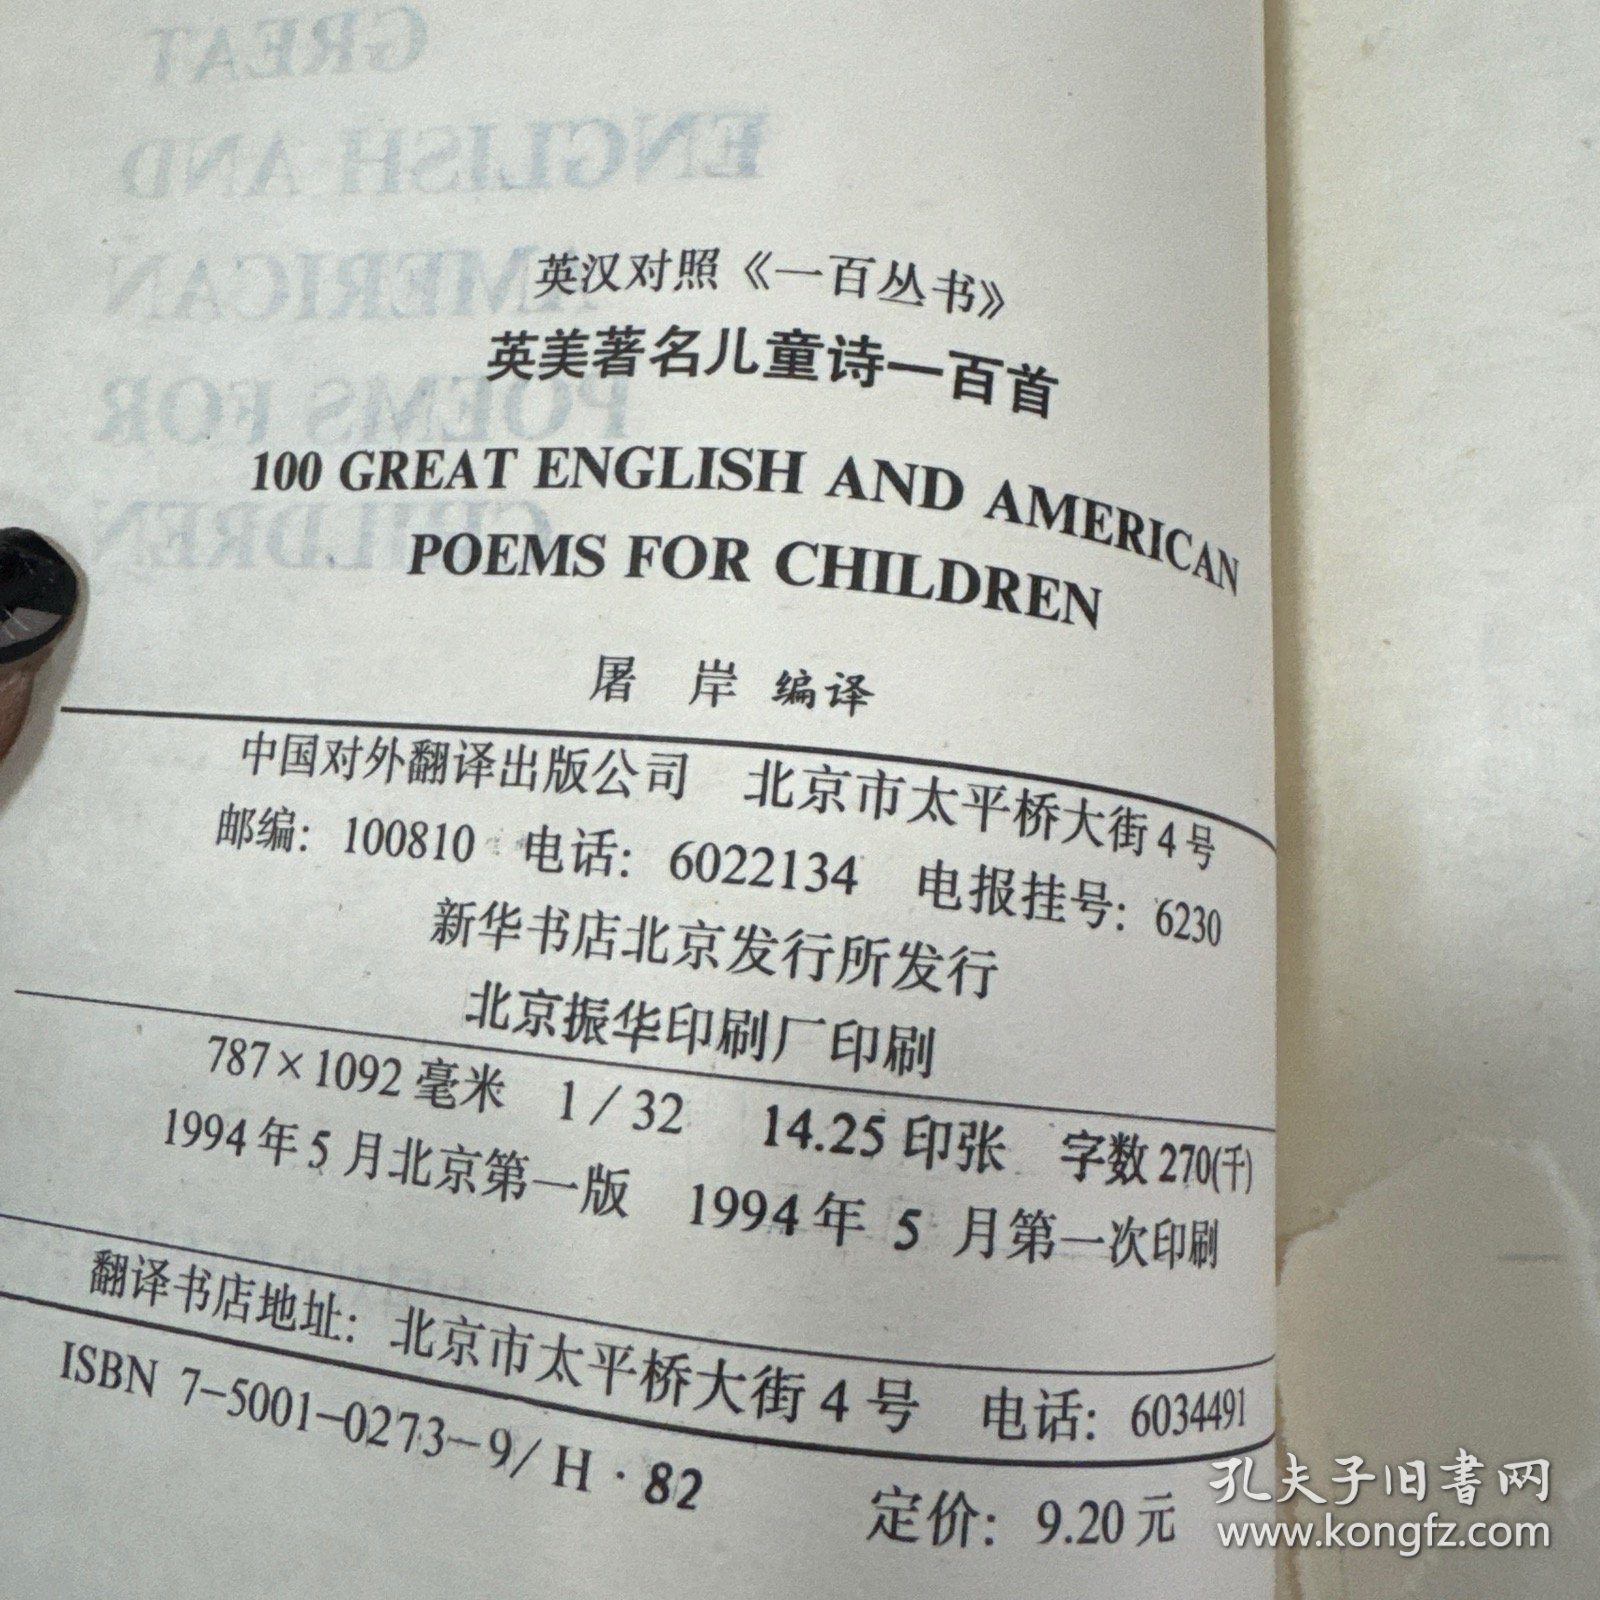 GREAT
ENGLISH AND
AMERICAN
POEMS FOR
CHILDREN
英汉对照《一百丛书》
英美著名儿童诗一百首
100 GREAT ENGLISH AND AMERICAN
POEMS FOR CHILDREN
屠 岸 编译
中国对外翻译出版公司 北京市太平桥大街4号
邮编：100810 电话：6022134 电报挂号：6230
新华书店北京发行所发行
北京振华印刷厂印刷
787×1092毫米 1/32 14.25印张 字数270(千)
1994年5月北京第一版 1994年5月第一次印刷
翻译书店地址：北京市太平桥大街4号 电话：6034491
ISBN 7-5001-0273-9/H·82 定价：9.20元
孔夫子旧书网
www.kongfz.com